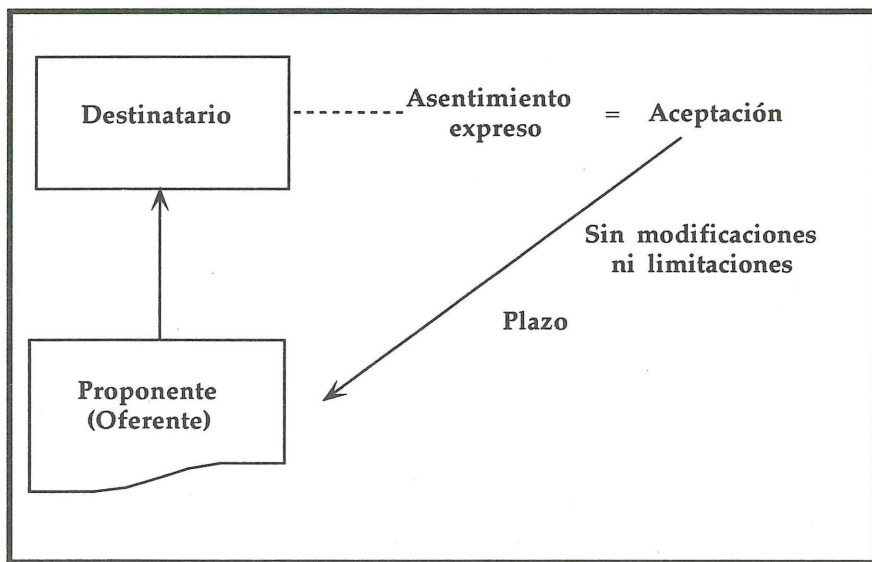 Destinatario
Asentimiento
expreso = Aceptación
Sin modificaciones
ni limitaciones
Plazo
Proponente
(Oferente)